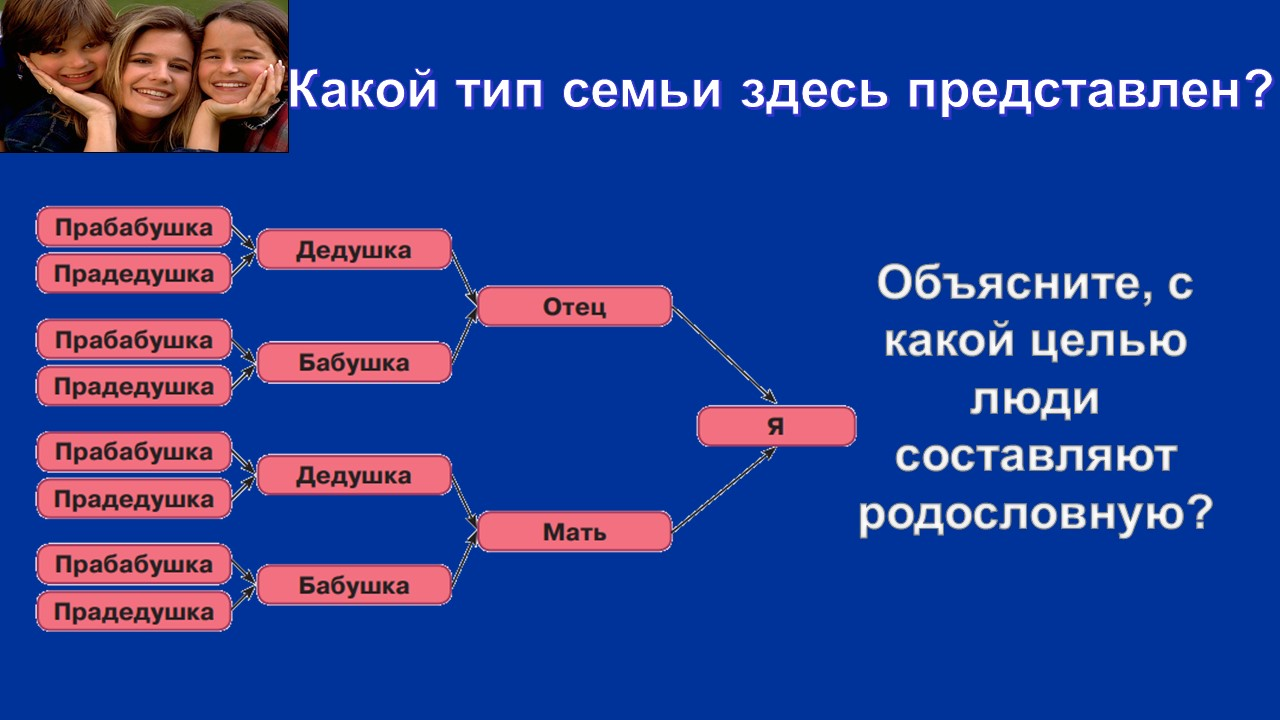 Какой тип семьи здесь представлен?
Прабабушка
Прадедушка
Дедушка
Прабабушка
Прадедушка
Бабушка
Отец
Прабабушка
Прадедушка
Дедушка
Прабабушка
Прадедушка
Бабушка
Мать
Я
Объясните, с
какой целью
люди
составляют
родословную?